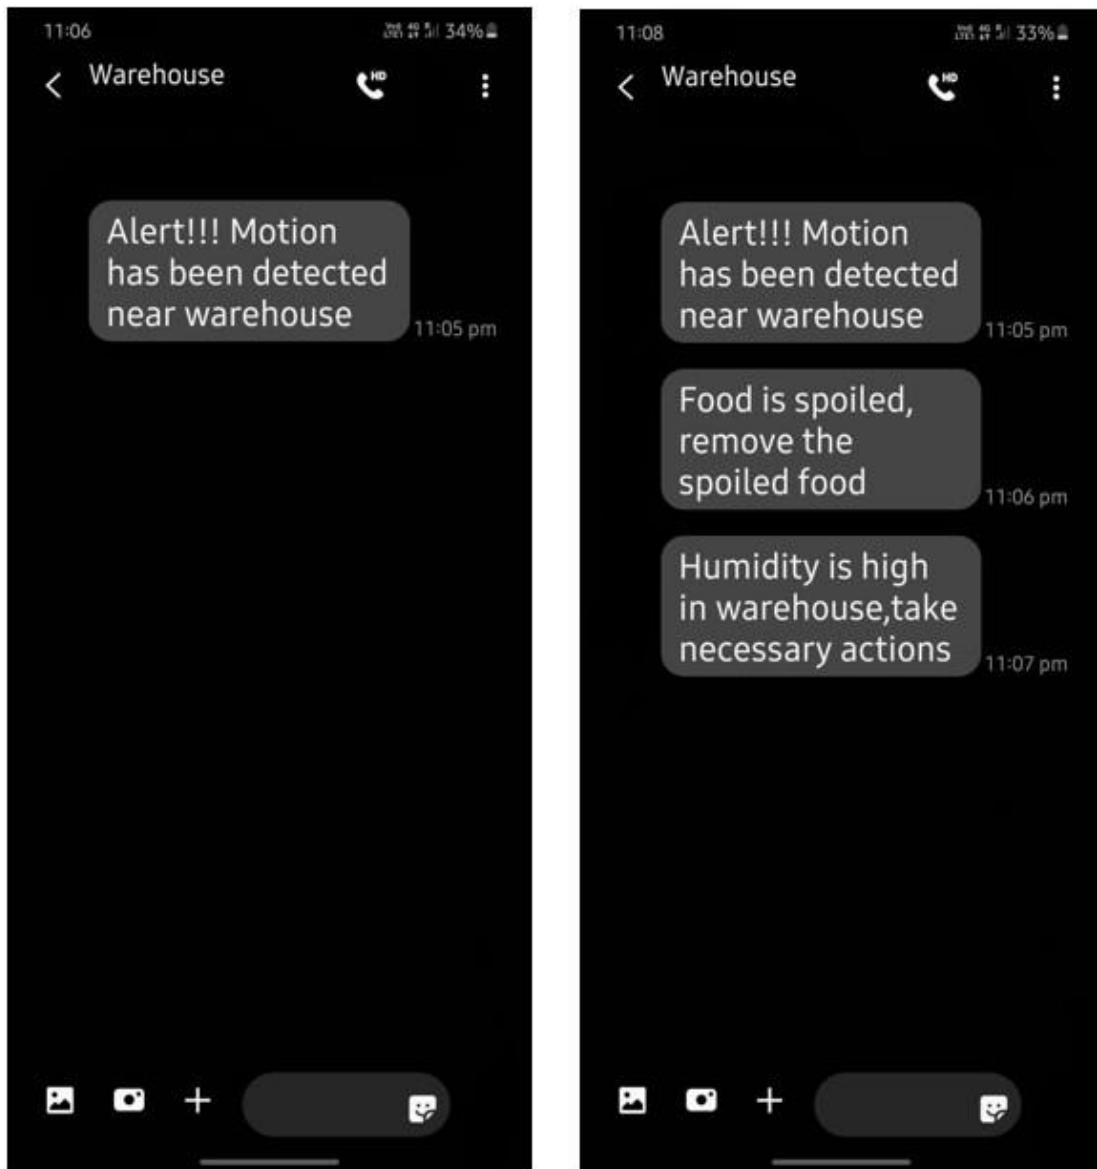 11:06
34%
Warehouse
HD
Alert!!! Motion
has been detected
near warehouse
11:05 pm
11:08
33%
Warehouse
HD
Alert!!! Motion
has been detected
near warehouse
11:05 pm
Food is spoiled,
remove the
spoiled food
11:06 pm
Humidity is high
in warehouse,take
necessary actions
11:07 pm